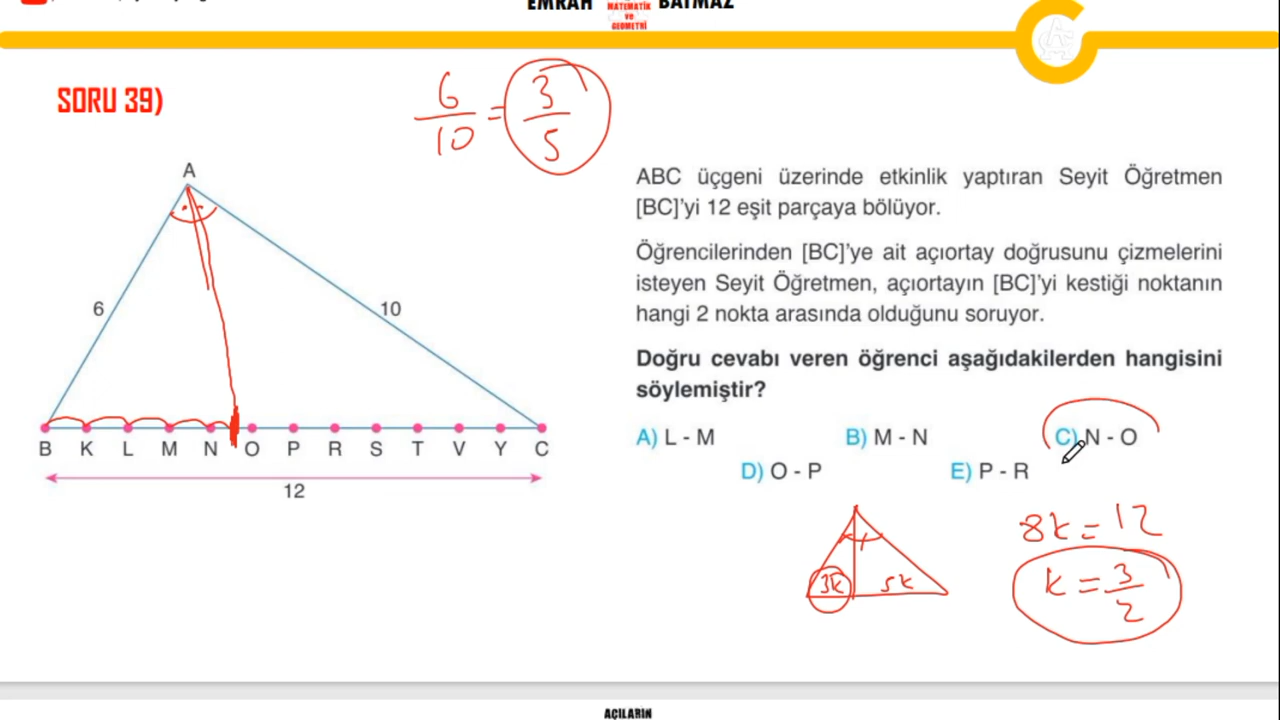 EMRAH MATEMATİK ve GEOMETRİ BATMAZ
SORU 39)
6/10 = 3/5
A
6
10
B K L M N O P R S T V Y C
12
ABC üçgeni üzerinde etkinlik yaptıran Seyit Öğretmen
[BC]'yi 12 eşit parçaya bölüyor.
Öğrencilerinden [BC]'ye ait açıortay doğrusunu çizmelerini
isteyen Seyit Öğretmen, açıortayın [BC]'yi kestiği noktanın
hangi 2 nokta arasında olduğunu soruyor.
Doğru cevabı veren öğrenci aşağıdakilerden hangisini
söylemiştir?
A) L - M B) M - N C) N - O
D) O - P E) P - R
3k 5k
8k = 12
k = 3/2
AÇILARIN